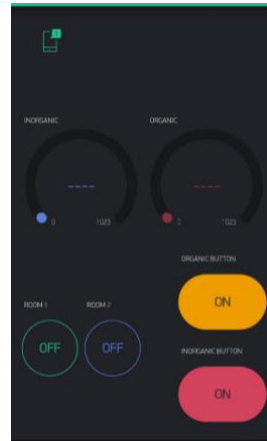 INORGANIC
ORGANIC
----
----
0
1023
1023
ORGANIC BUTTON
ON
ROOM 1
ROOM 2
OFF
OFF
INORGANIC BUTTON
ON